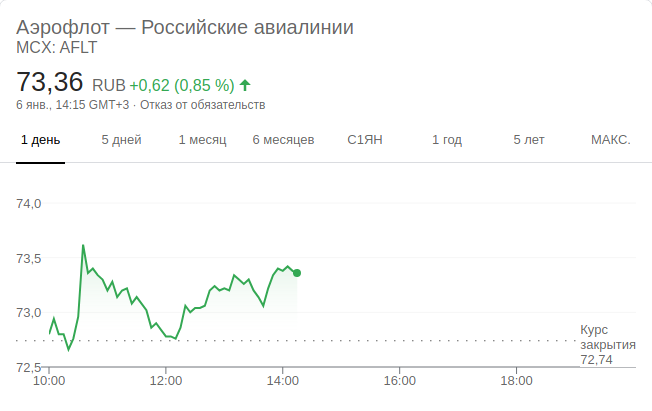 Аэрофлот — Российские авиалинии
MCX: AFLT
73,36 RUB +0,62 (0,85 %)
6 янв., 14:15 GMT+3 · Отказ от обязательств
1 день 5 дней 1 месяц 6 месяцев С1ЯН 1 год 5 лет МАКС.
74,0
73,5
73,0
Курс
закрытия
72,74
72,5
10:00 12:00 14:00 16:00 18:00